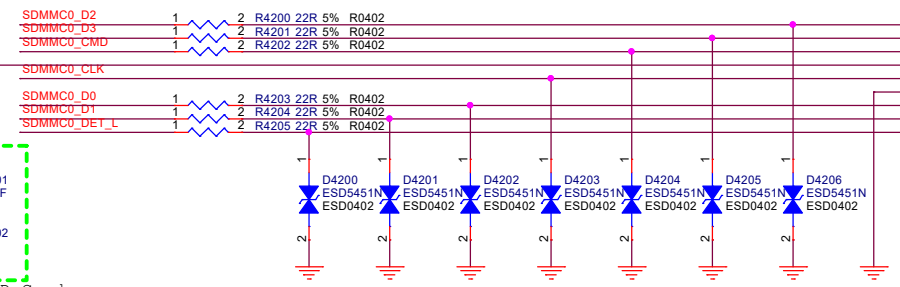 SDMMC0_D2 1 2 R4200 22R 5% R0402
SDMMC0_D3 1 2 R4201 22R 5% R0402
SDMMC0_CMD 1 2 R4202 22R 5% R0402
SDMMC0_CLK
SDMMC0_D0 1 2 R4203 22R 5% R0402
SDMMC0_D1 1 2 R4204 22R 5% R0402
SDMMC0_DET_L 1 2 R4205 22R 5% R0402
1 1 1 1 1 1 1
01 D4200 D4201 D4202 D4203 D4204 D4205 D4206
F ESD5451N ESD5451N ESD5451N ESD5451N ESD5451N ESD5451N ESD5451N
ESD0402 ESD0402 ESD0402 ESD0402 ESD0402 ESD0402 ESD0402
02 2 2 2 2 2 2 2